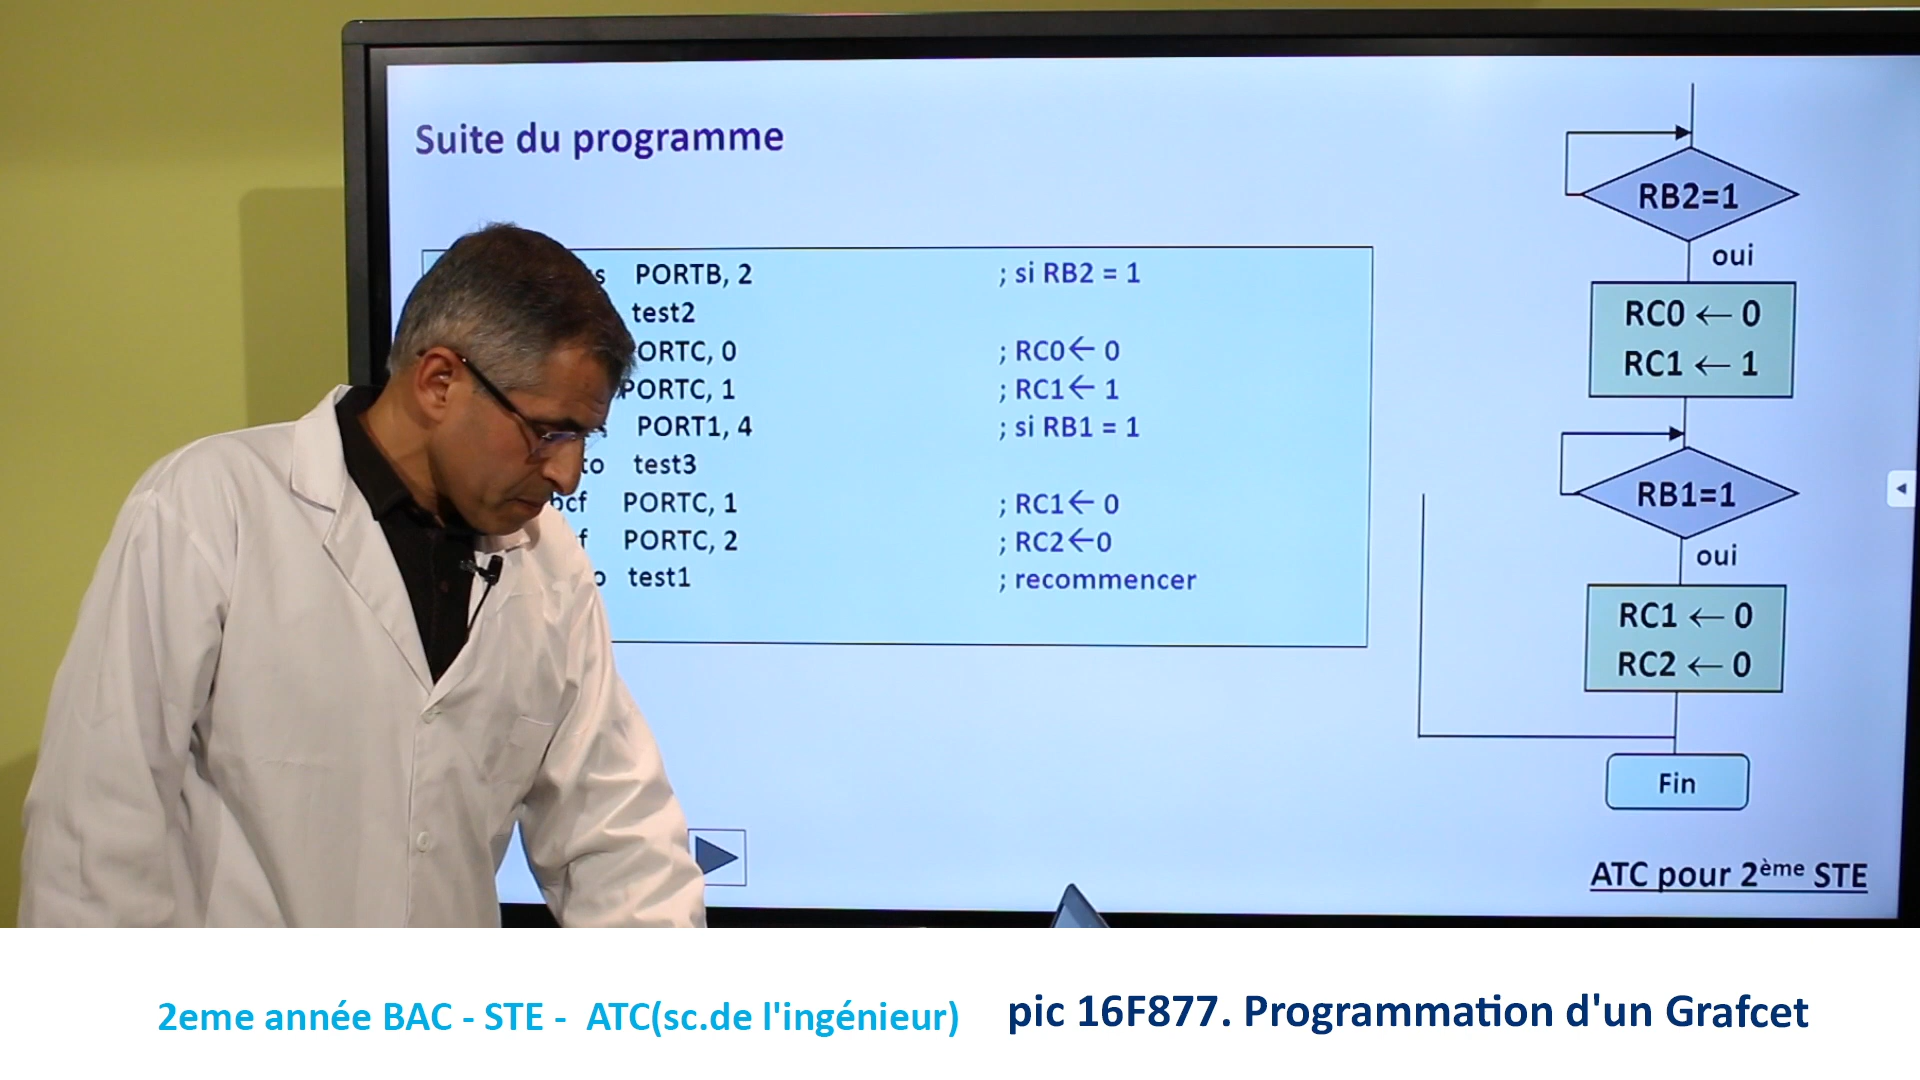 Suite du programme
s PORTB, 2 ; si RB2 = 1
test2
ORTC, 0 ; RC0← 0
PORTC, 1 ; RC1← 1
PORT1, 4 ; si RB1 = 1
to test3
bcf PORTC, 1 ; RC1← 0
f PORTC, 2 ; RC2←0
o test1 ; recommencer
RB2=1
oui
RC0 ← 0
RC1 ← 1
RB1=1
oui
RC1 ← 0
RC2 ← 0
Fin
ATC pour 2ème STE
2eme année BAC - STE - ATC(sc.de l'ingénieur) pic 16F877. Programmation d'un Grafcet